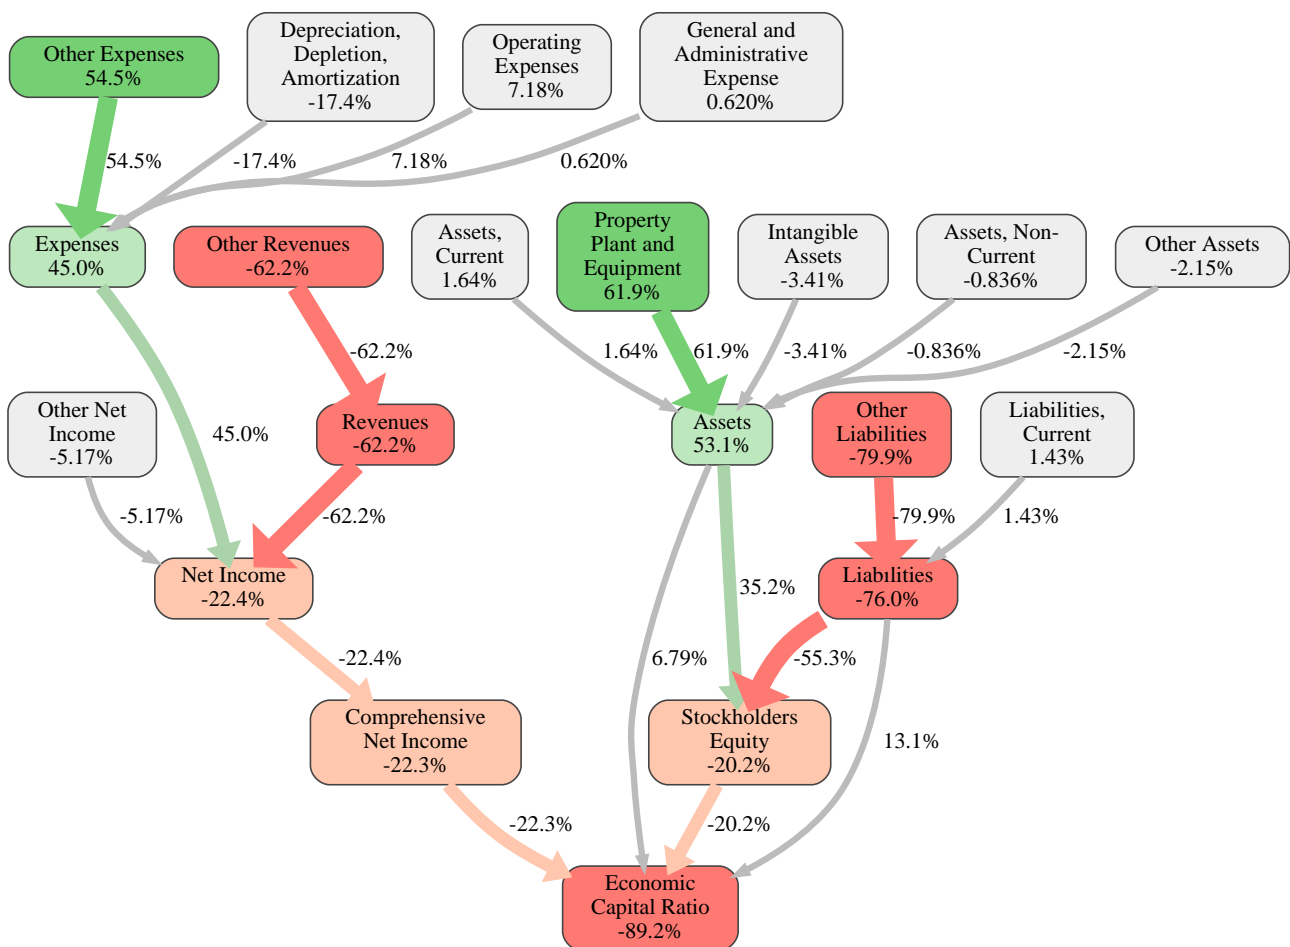 Other Expenses
54.5%
Depreciation,
Depletion,
Amortization
-17.4%
Operating
Expenses
7.18%
General and
Administrative
Expense
0.620%
54.5%
-17.4%
7.18%
0.620%
Expenses
45.0%
Other Revenues
-62.2%
Assets,
Current
1.64%
Property
Plant and
Equipment
61.9%
Intangible
Assets
-3.41%
Assets, Non-
Current
-0.836%
Other Assets
-2.15%
-62.2%
1.64%
61.9%
-3.41%
-0.836%
-2.15%
Other Net
Income
-5.17%
45.0%
Revenues
-62.2%
Assets
53.1%
Other
Liabilities
-79.9%
Liabilities,
Current
1.43%
-5.17%
-62.2%
-79.9%
1.43%
Net Income
-22.4%
35.2%
Liabilities
-76.0%
-22.4%
6.79%
-55.3%
Comprehensive
Net Income
-22.3%
Stockholders
Equity
-20.2%
13.1%
-22.3%
-20.2%
Economic
Capital Ratio
-89.2%